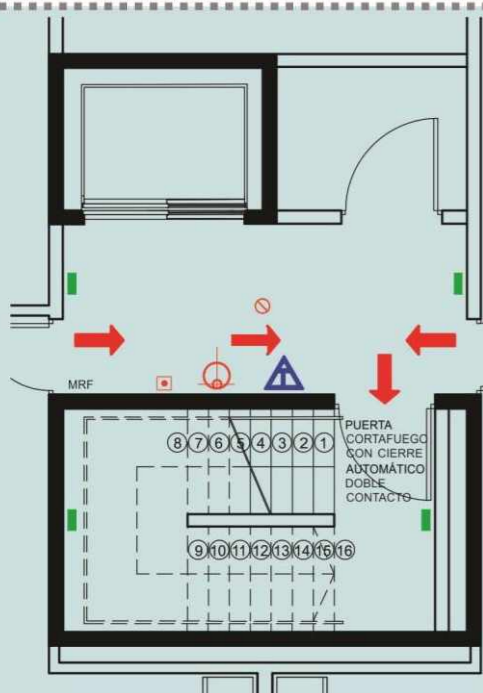 MRF
PUERTA
CORTAFUEGO
CON CIERRE
AUTOMÁTICO
DOBLE
CONTACTO
8 7 6 5 4 3 2 1
9 10 11 12 13 14 15 16